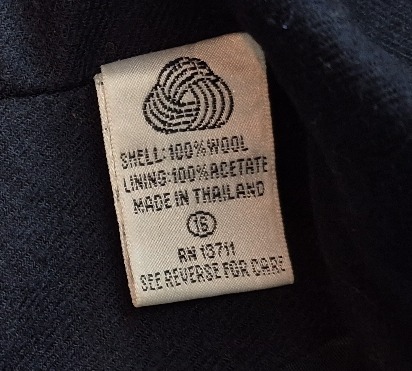 SHELL: 100% WOOL
LINING: 100% ACETATE
MADE IN THAILAND
16
RN 13711
SEE REVERSE FOR CARE